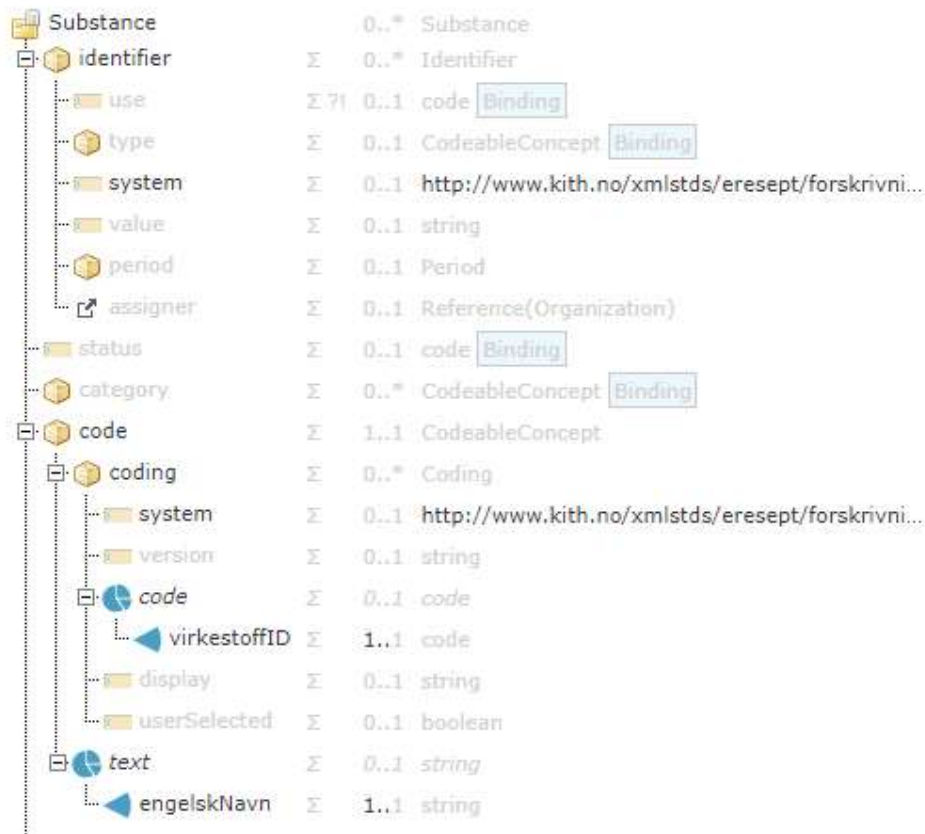 Substance 0..* Substance
identifier Σ 0..* Identifier
use Σ ?! 0..1 code Binding
type Σ 0..1 CodeableConcept Binding
system Σ 0..1 http://www.kith.no/xmlstds/eresept/forskrivni...
value Σ 0..1 string
period Σ 0..1 Period
assigner Σ 0..1 Reference(Organization)
status Σ 0..1 code Binding
category Σ 0..* CodeableConcept Binding
code Σ 1..1 CodeableConcept
coding Σ 0..* Coding
system Σ 0..1 http://www.kith.no/xmlstds/eresept/forskrivni...
version Σ 0..1 string
code Σ 0..1 code
virkestoffID Σ 1..1 code
display Σ 0..1 string
userSelected Σ 0..1 boolean
text Σ 0..1 string
engelskNavn Σ 1..1 string